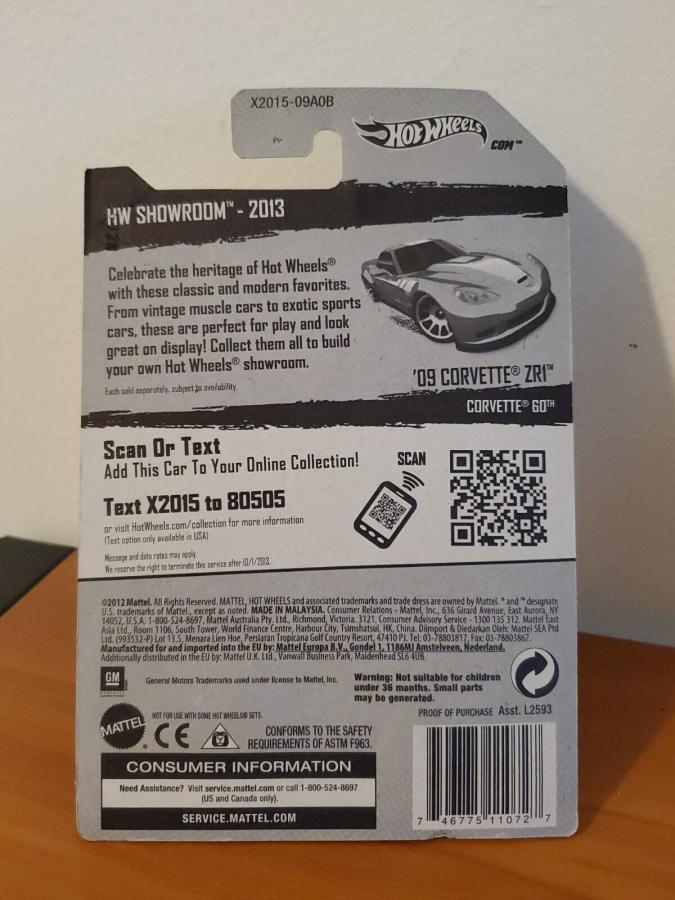 X2015-09A0B
PP
HOT WHEELS
.COM™
HW SHOWROOM™ - 2013
Celebrate the heritage of Hot Wheels®
with these classic and modern favorites.
From vintage muscle cars to exotic sports
cars, these are perfect for play and look
great on display! Collect them all to build
your own Hot Wheels® showroom.
Each sold separately, subject to availability.
'09 CORVETTE® ZR1™
CORVETTE® 60TH
Scan Or Text
Add This Car To Your Online Collection!
SCAN
Text X2015 to 80505
or visit HotWheels.com/collection for more information
(Text option only available in USA)
Message and data rates may apply.
We reserve the right to terminate this service after 10/1/2013.
©2012 Mattel. All Rights Reserved. MATTEL, HOT WHEELS and associated trademarks and trade dress are owned by Mattel. ® and ™ designate
U.S. trademarks of Mattel, except as noted. MADE IN MALAYSIA. Consumer Relations - Mattel, Inc., 636 Girard Avenue, East Aurora, NY
14052, U.S.A. 1-800-524-8697. Mattel Australia Pty. Ltd., Richmond, Victoria. 3121. Consumer Advisory Service - 1300 135 312. Mattel East
Asia Ltd., Room 1106, South Tower, World Finance Centre, Harbour City, Tsimshatsui, HK, China. Diimport & Diedarkan Oleh: Mattel SEA Ptd
Ltd. (993532-P) Lot 13.5, Menara Lien Hoe, Persiaran Tropicana Golf Country Resort, 47410 PJ. Tel: 03-78803817, Fax: 03-78803867.
Manufactured for and imported into the EU by: Mattel Europa B.V., Gondel 1, 1186MJ Amstelveen, Nederland.
Additionally distributed in the EU by: Mattel U.K. Ltd., Vanwall Business Park, Maidenhead SL6 4UB.
GM
General Motors Trademarks used under license to Mattel, Inc.
Warning: Not suitable for children
under 36 months. Small parts
may be generated.
PROOF OF PURCHASE Asst. L2593
MATTEL
NOT FOR USE WITH SOME HOT WHEELS® SETS.
CE
CONFORMS TO THE SAFETY
REQUIREMENTS OF ASTM F963.
CONSUMER INFORMATION
Need Assistance? Visit service.mattel.com or call 1-800-524-8697
(US and Canada only).
SERVICE.MATTEL.COM
7 46775 11072 7